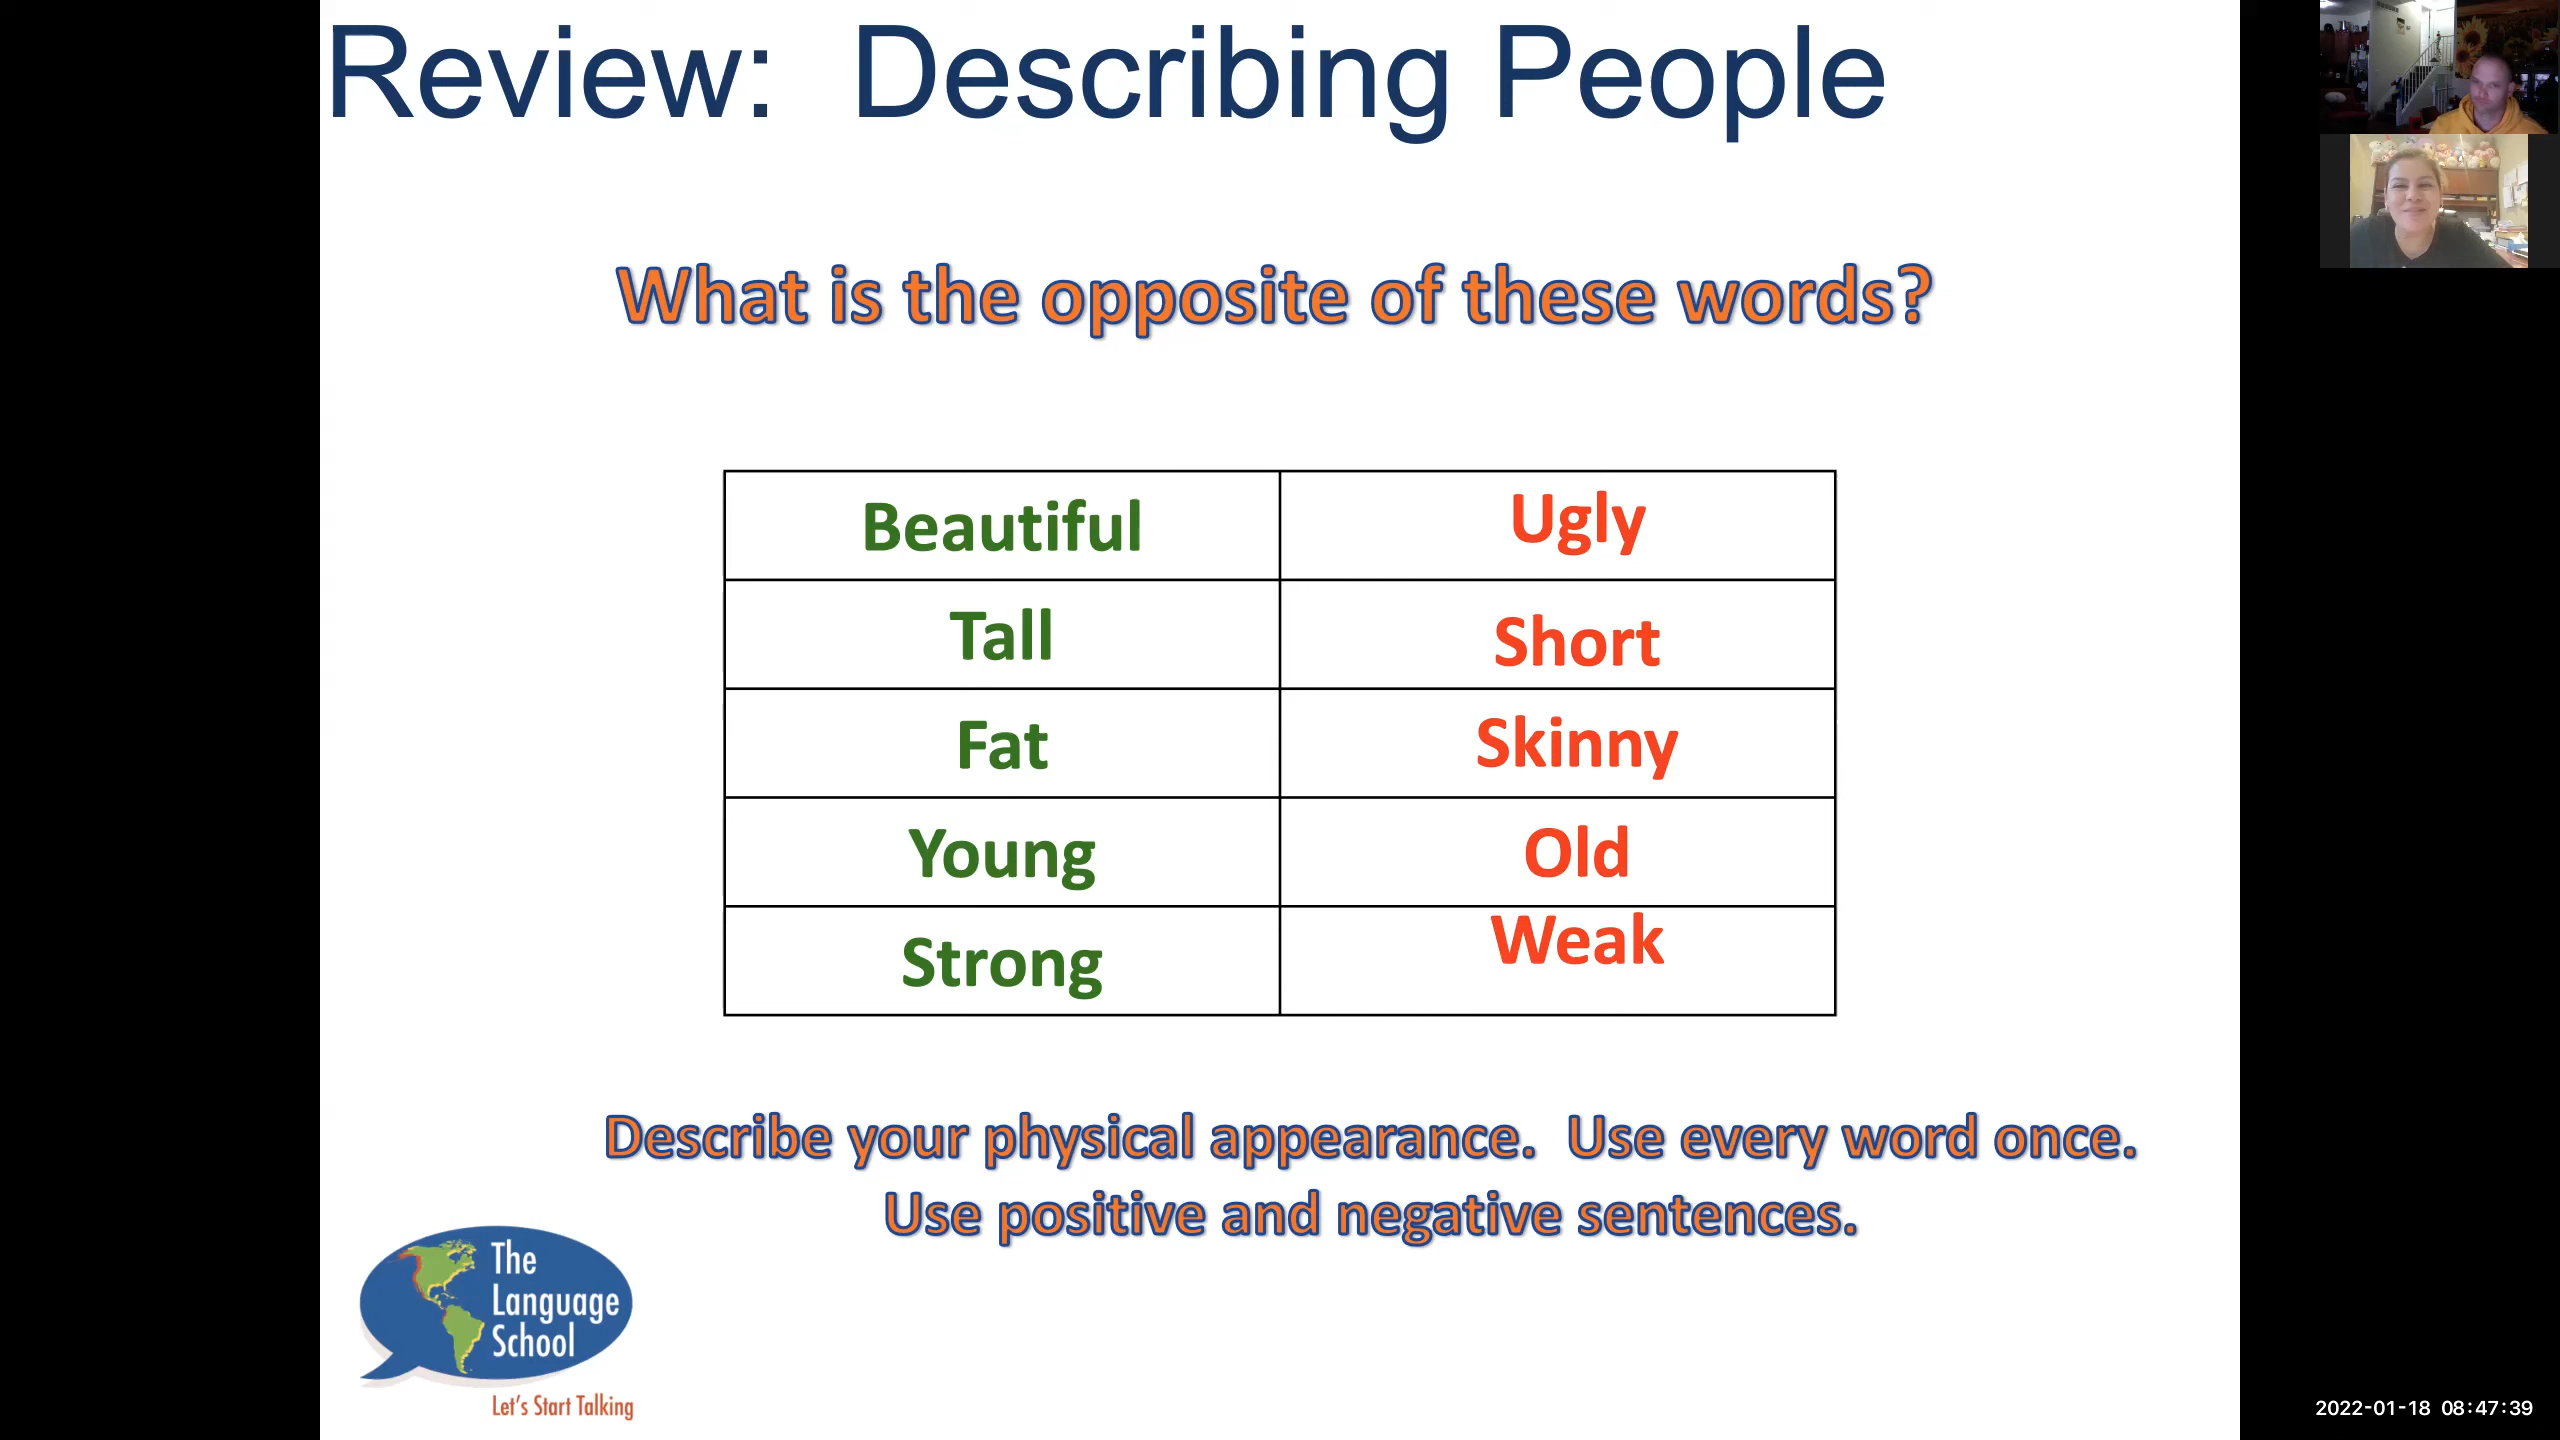 Review: Describing People
What is the opposite of these words?
Beautiful Ugly
Tall Short
Fat Skinny
Young Old
Strong Weak
Describe your physical appearance. Use every word once.
Use positive and negative sentences.
The
Language
School
Let's Start Talking
2022-01-18 08:47:39